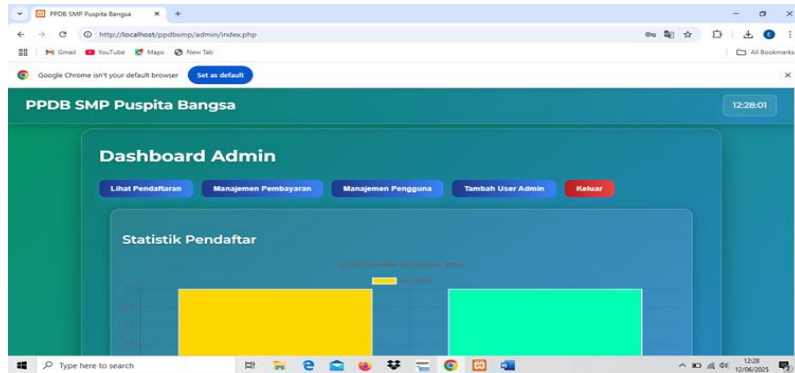 PPDB SMP Puspita Bangsa
http://localhost/ppdbsmp/admin/index.php
Gmail YouTube Maps New Tab All Bookmarks
Google Chrome isn't your default browser Set as default
PPDB SMP Puspita Bangsa 12:28:01
Dashboard Admin
Lihat Pendaftaran Manajemen Pembayaran Manajemen Pengguna Tambah User Admin Keluar
Statistik Pendaftar
Type here to search 12:28
12/06/2025